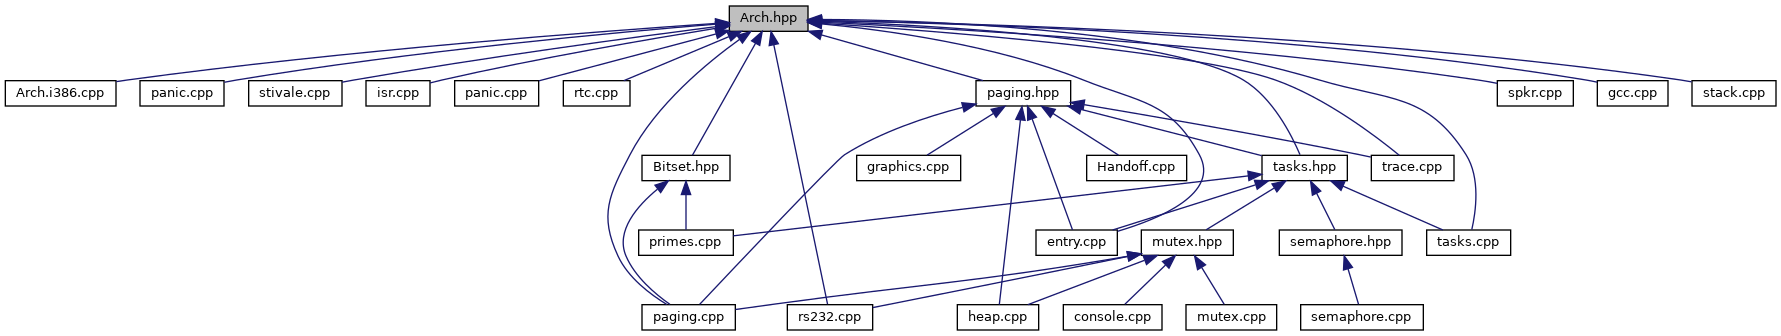 Arch.hpp
Arch.i386.cpp
panic.cpp
stivale.cpp
isr.cpp
panic.cpp
rtc.cpp
paging.hpp
spkr.cpp
gcc.cpp
stack.cpp
Bitset.hpp
graphics.cpp
Handoff.cpp
tasks.hpp
trace.cpp
primes.cpp
entry.cpp
mutex.hpp
semaphore.hpp
tasks.cpp
paging.cpp
rs232.cpp
heap.cpp
console.cpp
mutex.cpp
semaphore.cpp